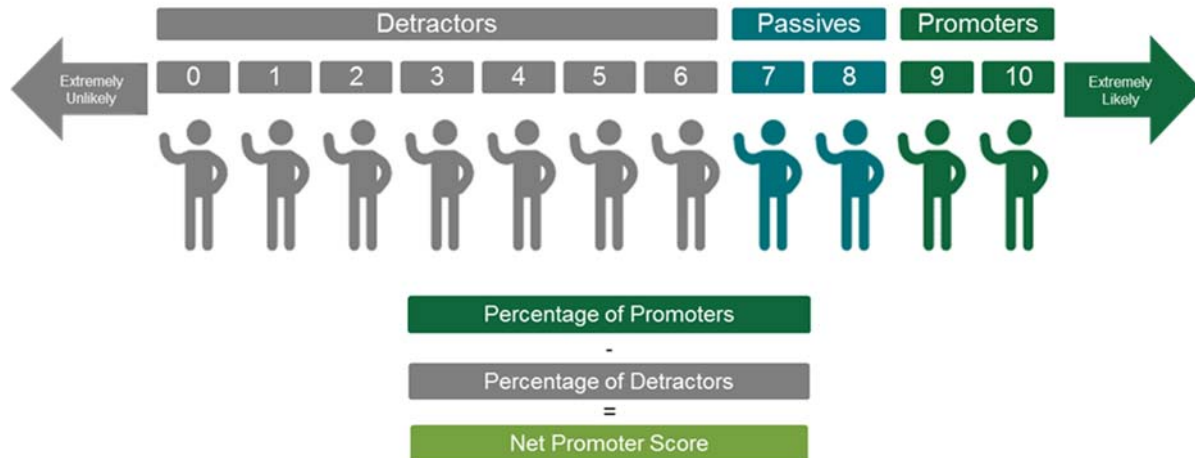 Detractors Passives Promoters
Extremely Unlikely 0 1 2 3 4 5 6 7 8 9 10 Extremely Likely
Percentage of Promoters
-
Percentage of Detractors
=
Net Promoter Score